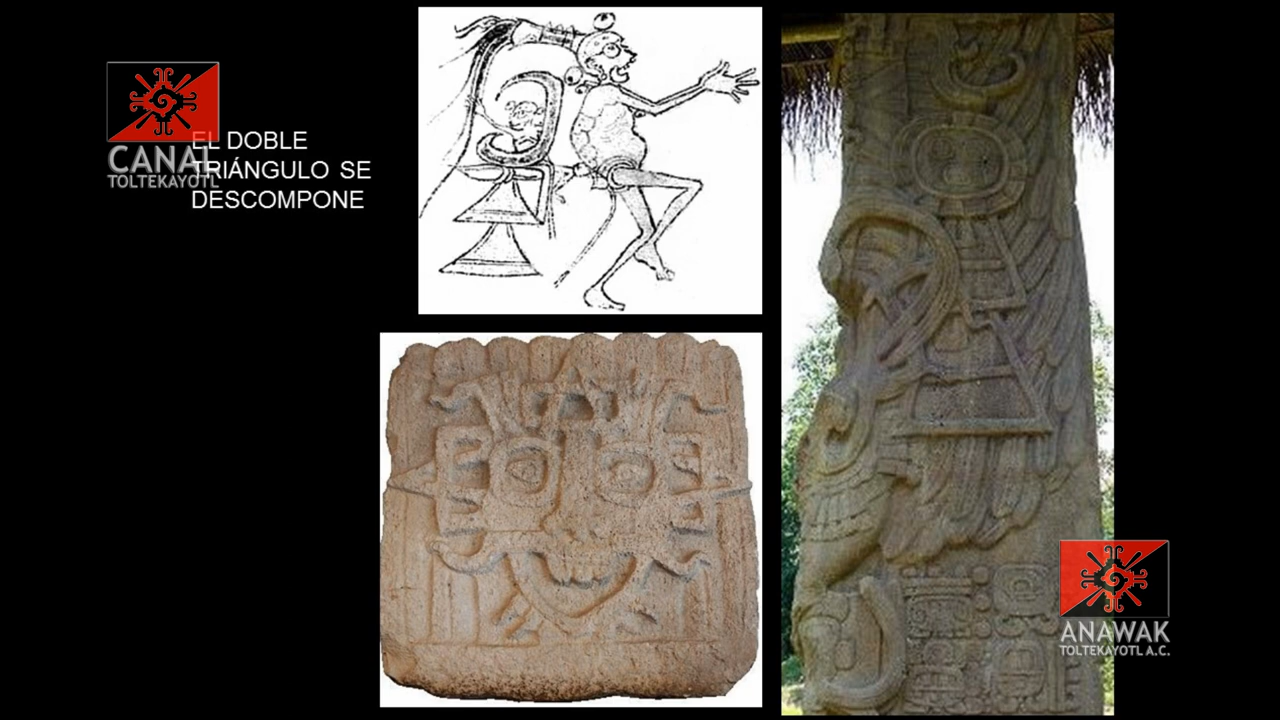 CANAL
TOLTEKAYOTL
EL DOBLE
TRIÁNGULO SE
DESCOMPONE
ANAWAK
TOLTEKAYOTL A.C.